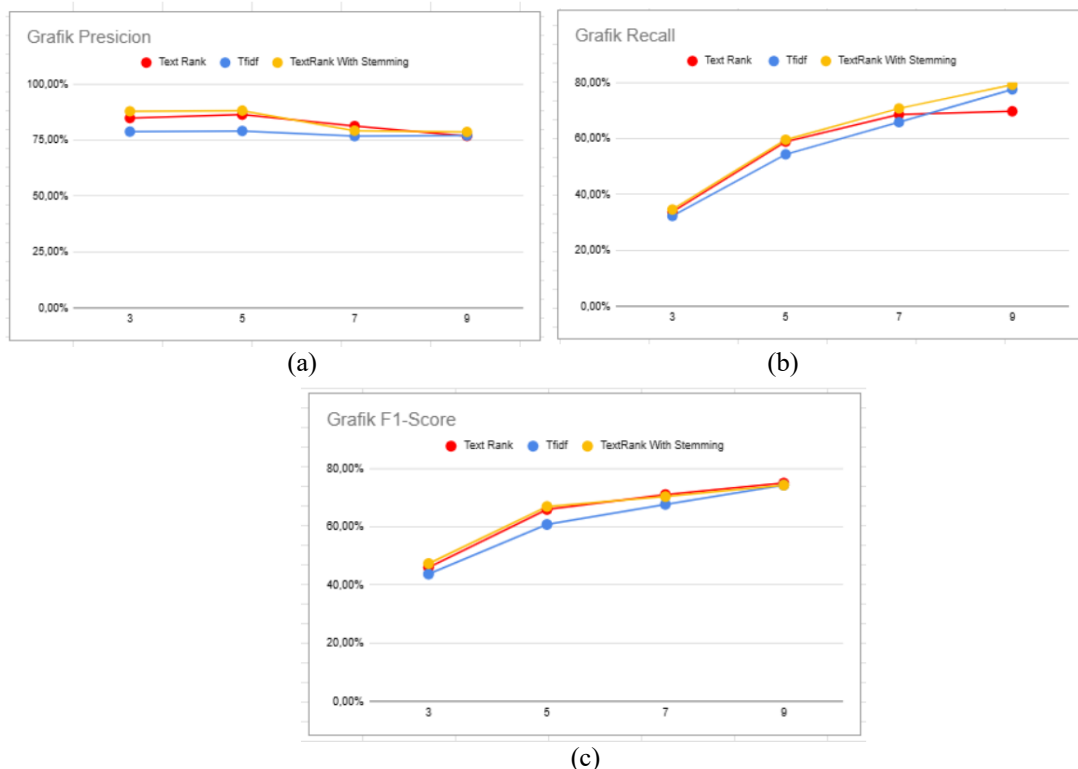 Grafik Presicion
Text Rank Tfidf TextRank With Stemming
100,00%
75,00%
50,00%
25,00%
0,00%
3 5 7 9
(a)
Grafik Recall
Text Rank Tfidf TextRank With Stemming
80,00%
60,00%
40,00%
20,00%
0,00%
3 5 7 9
(b)
Grafik F1-Score
Text Rank Tfidf TextRank With Stemming
80,00%
60,00%
40,00%
20,00%
0,00%
3 5 7 9
(c)